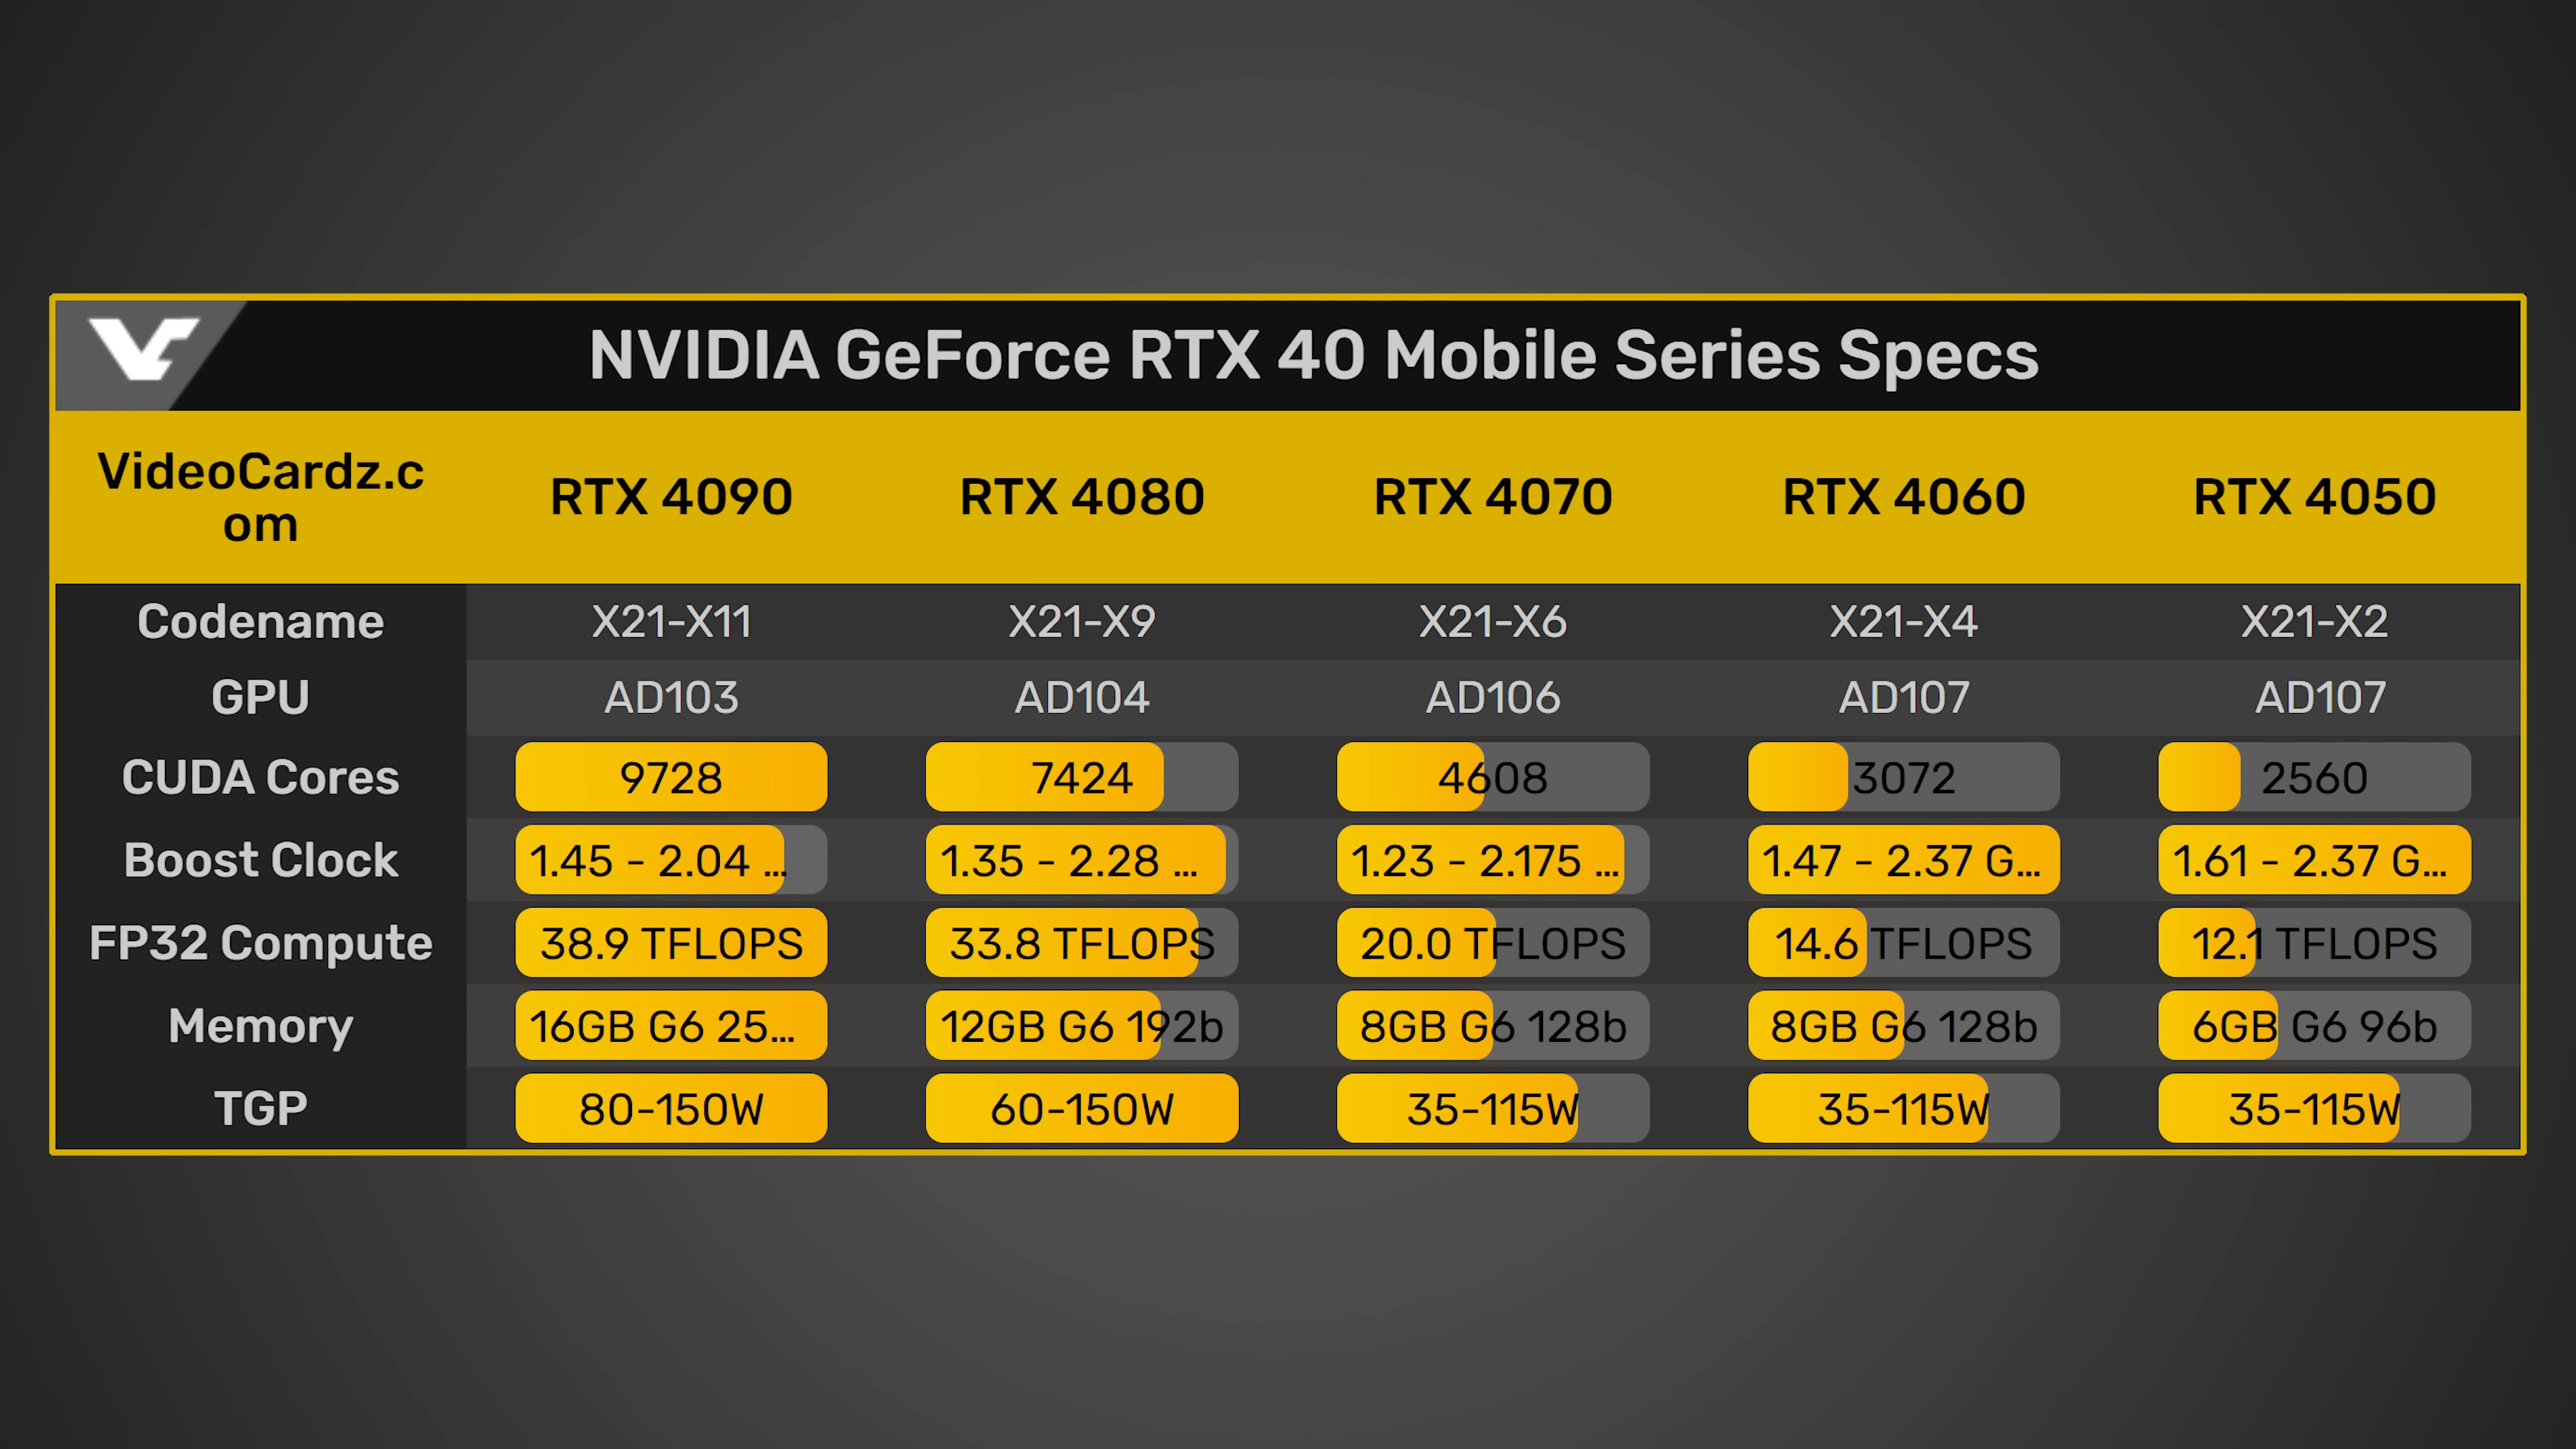 NVIDIA GeForce RTX 40 Mobile Series Specs
VideoCardz.c
om
RTX 4090 RTX 4080 RTX 4070 RTX 4060 RTX 4050
Codename X21-X11 X21-X9 X21-X6 X21-X4 X21-X2
GPU AD103 AD104 AD106 AD107 AD107
CUDA Cores 9728 7424 4608 3072 2560
Boost Clock 1.45 - 2.04 ... 1.35 - 2.28 ... 1.23 - 2.175 ... 1.47 - 2.37 G... 1.61 - 2.37 G...
FP32 Compute 38.9 TFLOPS 33.8 TFLOPS 20.0 TFLOPS 14.6 TFLOPS 12.1 TFLOPS
Memory 16GB G6 25... 12GB G6 192b 8GB G6 128b 8GB G6 128b 6GB G6 96b
TGP 80-150W 60-150W 35-115W 35-115W 35-115W